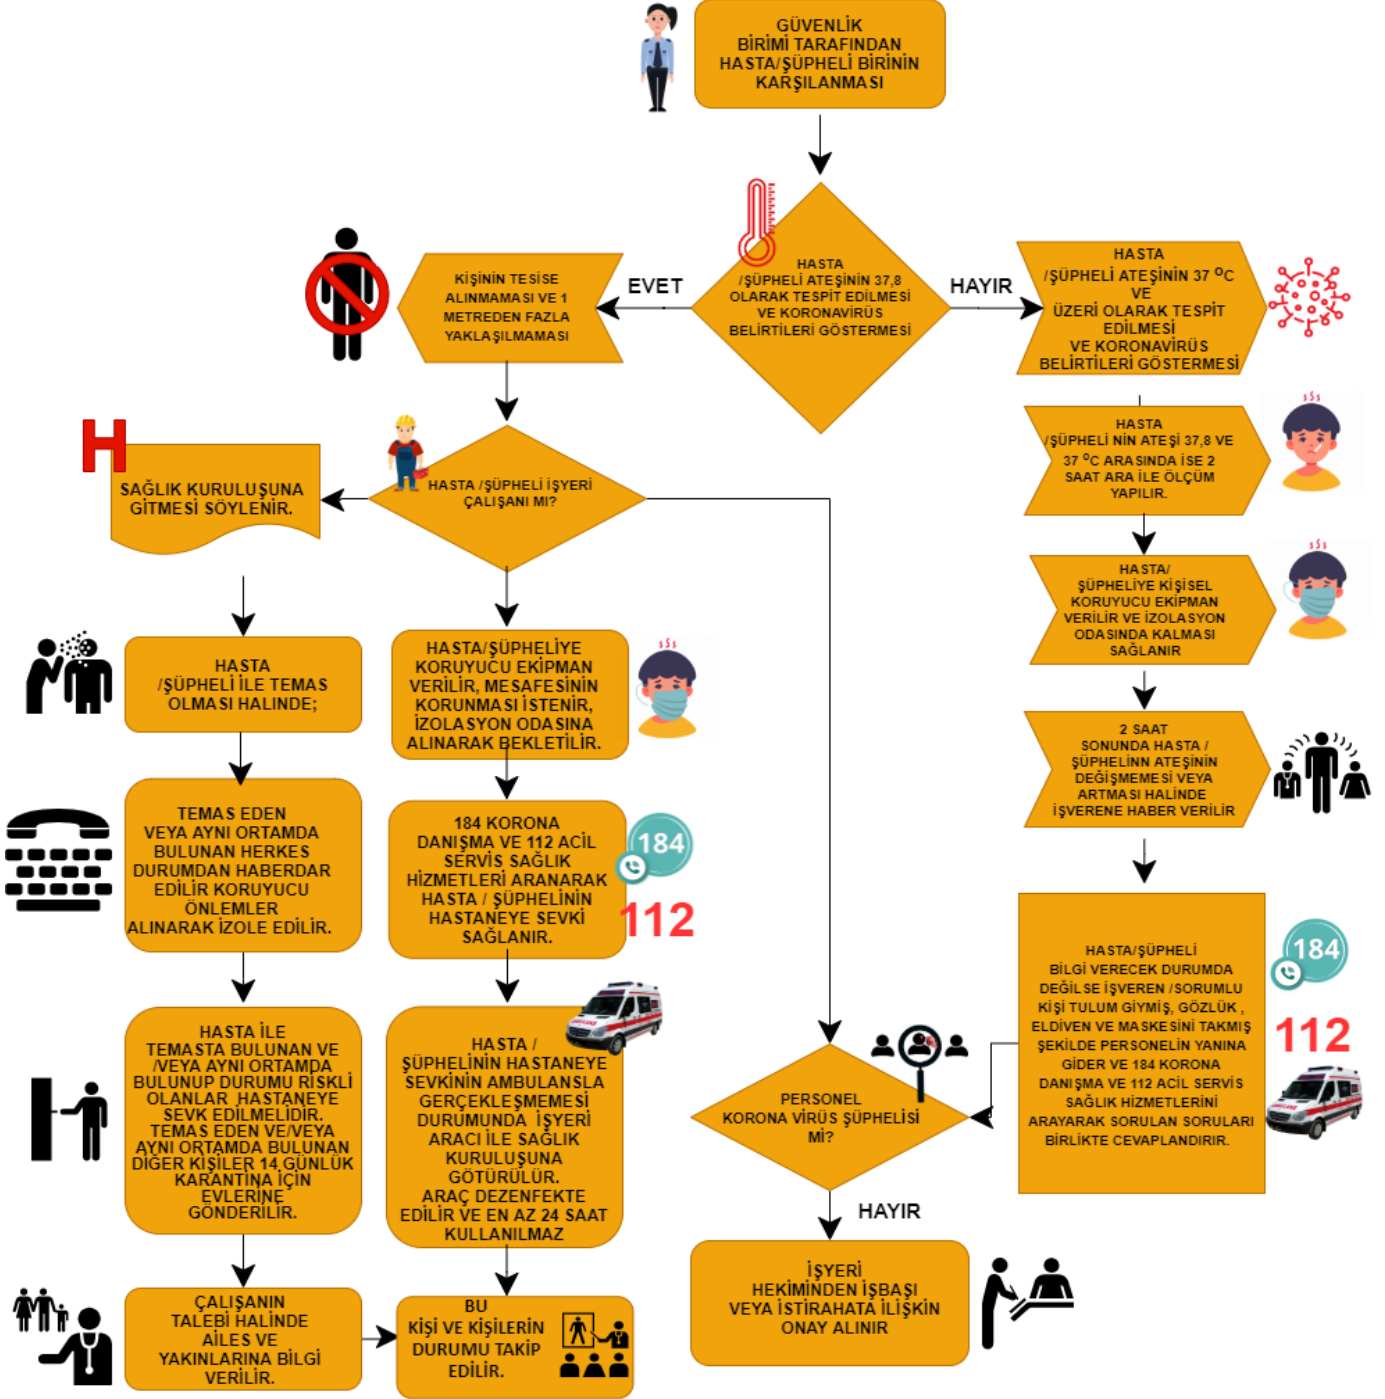 GÜVENLİK
BİRİMİ TARAFINDAN
HASTA/ŞÜPHELİ BİRİNİN
KARŞILANMASI
HASTA
/ŞÜPHELİ ATEŞİNİN 37,8
OLARAK TESPİT EDİLMESİ
VE KORONAVİRÜS
BELİRTİLERİ GÖSTERMESİ
EVET
HAYIR
KİŞİNİN TESİSE
ALINMAMASI VE 1
METREDEN FAZLA
YAKLAŞILMAMASI
HASTA
/ŞÜPHELİ ATEŞİNİN 37 ⁰C
VE
ÜZERİ OLARAK TESPİT
EDİLMESİ
VE KORONAVİRÜS
BELİRTİLERİ GÖSTERMESİ
HASTA
/ŞÜPHELİ NİN ATEŞİ 37,8 VE
37 ⁰C ARASINDA İSE 2
SAAT ARA İLE ÖLÇÜM
YAPILIR.
H
SAĞLIK KURULUŞUNA
GİTMESİ SÖYLENİR.
HASTA /ŞÜPHELİ İŞYERİ
ÇALIŞANI MI?
HASTA/
ŞÜPHELİYE KİŞİSEL
KORUYUCU EKİPMAN
VERİLİR VE İZOLASYON
ODASINDA KALMASI
SAĞLANIR
HASTA
/ŞÜPHELİ İLE TEMAS
OLMASI HALINDE;
HASTA/ŞÜPHELİYE
KORUYUCU EKİPMAN
VERİLİR, MESAFESİNİN
KORUNMASI İSTENİR,
İZOLASYON ODASINA
ALINARAK BEKLETİLİR.
2 SAAT
SONUNDA HASTA /
ŞÜPHELİNN ATEŞİNİN
DEĞİŞMEMESİ VEYA
ARTMASI HALİNDE
İŞVERENE HABER VERİLİR
TEMAS EDEN
VEYA AYNI ORTAMDA
BULUNAN HERKES
DURUMDAN HABERDAR
EDİLİR KORUYUCU
ÖNLEMLER
ALINARAK İZOLE EDİLİR.
184 KORONA
DANIŞMA VE 112 ACİL
SERVİS SAĞLIK
HİZMETLERİ ARANARAK
HASTA / ŞÜPHELİNİN
HASTANEYE SEVKİ
SAĞLANIR.
184
112
HASTA/ŞÜPHELİ
BİLGİ VERECEK DURUMDA
DEĞİLSE İŞVEREN /SORUMLU
KİŞİ TULUM GİYMİŞ, GÖZLÜK ,
ELDİVEN VE MASKESİNİ TAKMIŞ
ŞEKİLDE PERSONELİN YANINA
GİDER VE 184 KORONA
DANIŞMA VE 112 ACİL SERVİS
SAĞLIK HİZMETLERİNİ
ARAYARAK SORULAN SORULARI
BİRLİKTE CEVAPLANDIRIR.
184
112
HASTA İLE
TEMASTA BULUNAN VE
/VEYA AYNI ORTAMDA
BULUNUP DURUMU RİSKLİ
OLANLAR ,HASTANEYE
SEVK EDİLMELİDİR.
TEMAS EDEN VE/VEYA
AYNI ORTAMDA BULUNAN
DİĞER KİŞİLER 14 GÜNLÜK
KARANTİNA İÇİN
EVLERİNE
GÖNDERİLİR.
HASTA /
ŞÜPHELİNİN HASTANEYE
SEVKİNİN AMBULANSLA
GERÇEKLEŞMEMESİ
DURUMUNDA İŞYERİ
ARACI İLE SAĞLIK
KURULUŞUNA
GÖTÜRÜLÜR.
ARAÇ DEZENFEKTE
EDİLİR VE EN AZ 24 SAAT
KULLANILMAZ
PERSONEL
KORONA VİRÜS ŞÜPHELİSİ
Mİ?
HAYIR
İŞYERİ
HEKİMİNDEN İŞBAŞI
VEYA İSTİRAHATA İLİŞKİN
ONAY ALINIR
ÇALIŞANIN
TALEBİ HALINDE
AİLES VE
YAKINLARINA BİLGİ
VERİLİR.
BU
KİŞİ VE KİŞİLERİN
DURUMU TAKİP
EDİLİR.